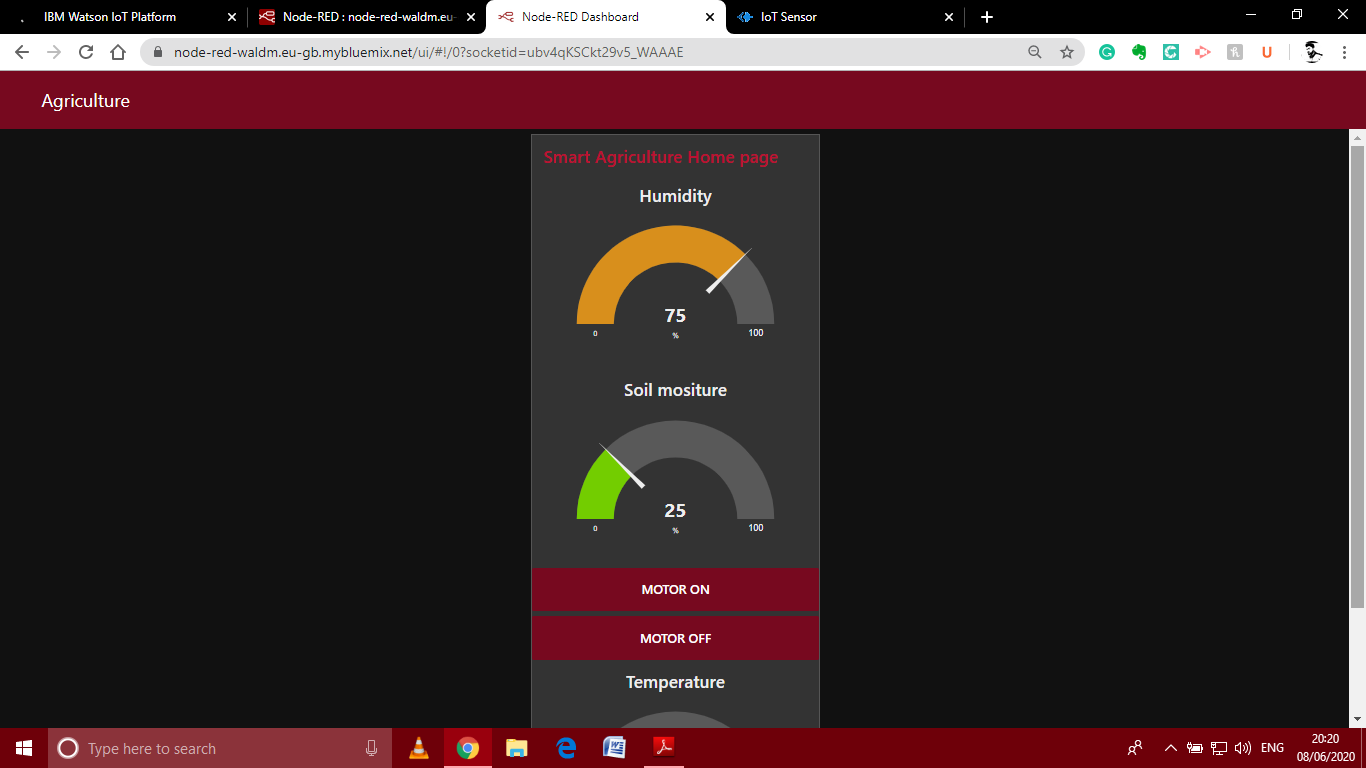 IBM Watson IoT Platform
Node-RED : node-red-waldm.eu-
Node-RED Dashboard
IoT Sensor
node-red-waldm.eu-gb.mybluemix.net/ui/#!/0?socketid=ubv4qKSCkt29v5_WAAAE
Agriculture
Smart Agriculture Home page
Humidity
75
%
0
100
Soil mositure
25
%
0
100
MOTOR ON
MOTOR OFF
Temperature
Type here to search
ENG
20:20
08/06/2020